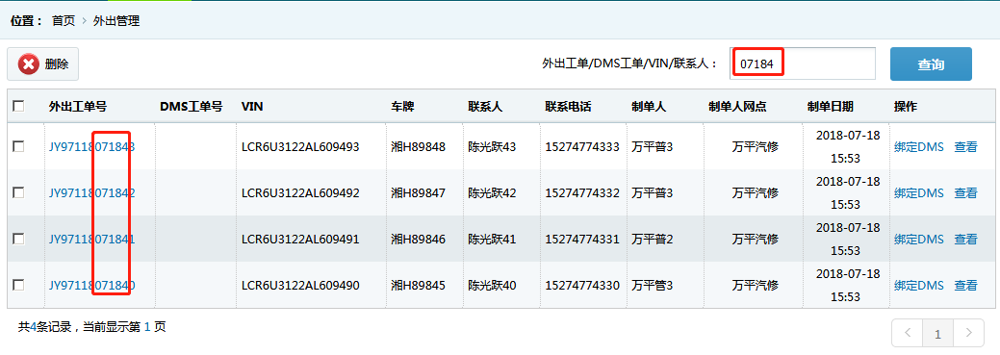 位置： 首页 › 外出管理
删除 外出工单/DMS工单/VIN/联系人： 07184 查询
外出工单号 DMS工单号 VIN 车牌 联系人 联系电话 制单人 制单人网点 制单日期 操作
JY97118071843 LCR6U3122AL609493 湘H89848 陈光跃43 15274774333 万平普3 万平汽修 2018-07-18 15:53 绑定DMS 查看
JY97118071842 LCR6U3122AL609492 湘H89847 陈光跃42 15274774332 万平普3 万平汽修 2018-07-18 15:53 绑定DMS 查看
JY97118071841 LCR6U3122AL609491 湘H89846 陈光跃41 15274774331 万平普2 万平汽修 2018-07-18 15:53 绑定DMS 查看
JY97118071840 LCR6U3122AL609490 湘H89845 陈光跃40 15274774330 万平管3 万平汽修 2018-07-18 15:53 绑定DMS 查看
共4条记录，当前显示第 1 页
1